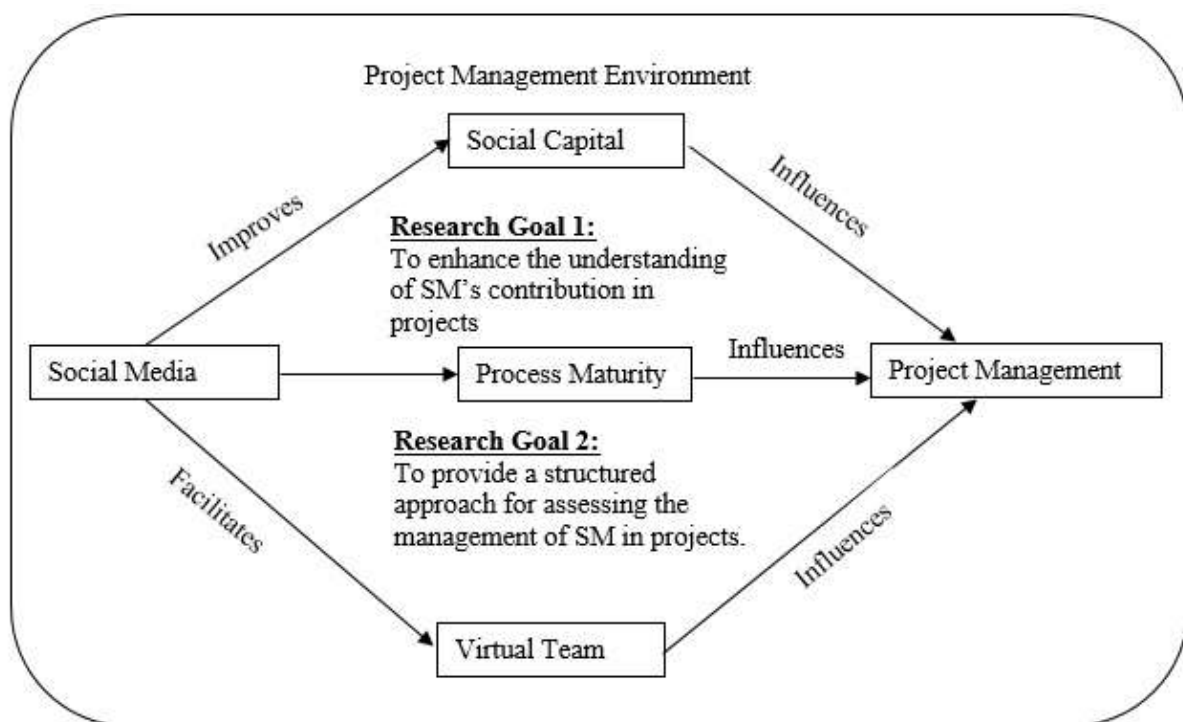 Project Management Environment
Social Capital
Improves
Influences
Research Goal 1:
To enhance the understanding
of SM’s contribution in
projects
Social Media
Process Maturity
Influences
Project Management
Research Goal 2:
To provide a structured
approach for assessing the
management of SM in projects.
Facilitates
Influences
Virtual Team